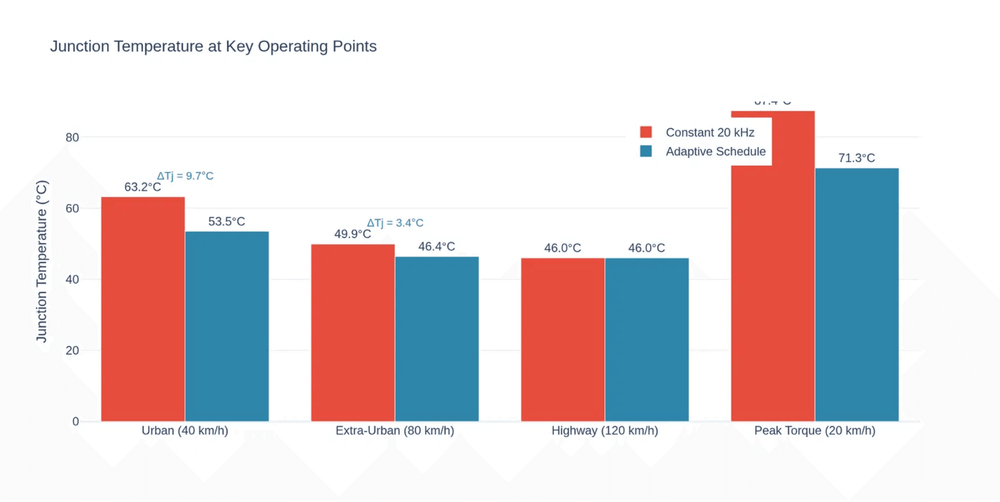 Junction Temperature at Key Operating Points
Junction Temperature (°C)
80
60
40
20
0
ΔTj = 9.7°C
63.2°C
53.5°C
ΔTj = 3.4°C
49.9°C
46.4°C
46.0°C
46.0°C
71.3°C
Constant 20 kHz
Adaptive Schedule
Urban (40 km/h)
Extra-Urban (80 km/h)
Highway (120 km/h)
Peak Torque (20 km/h)